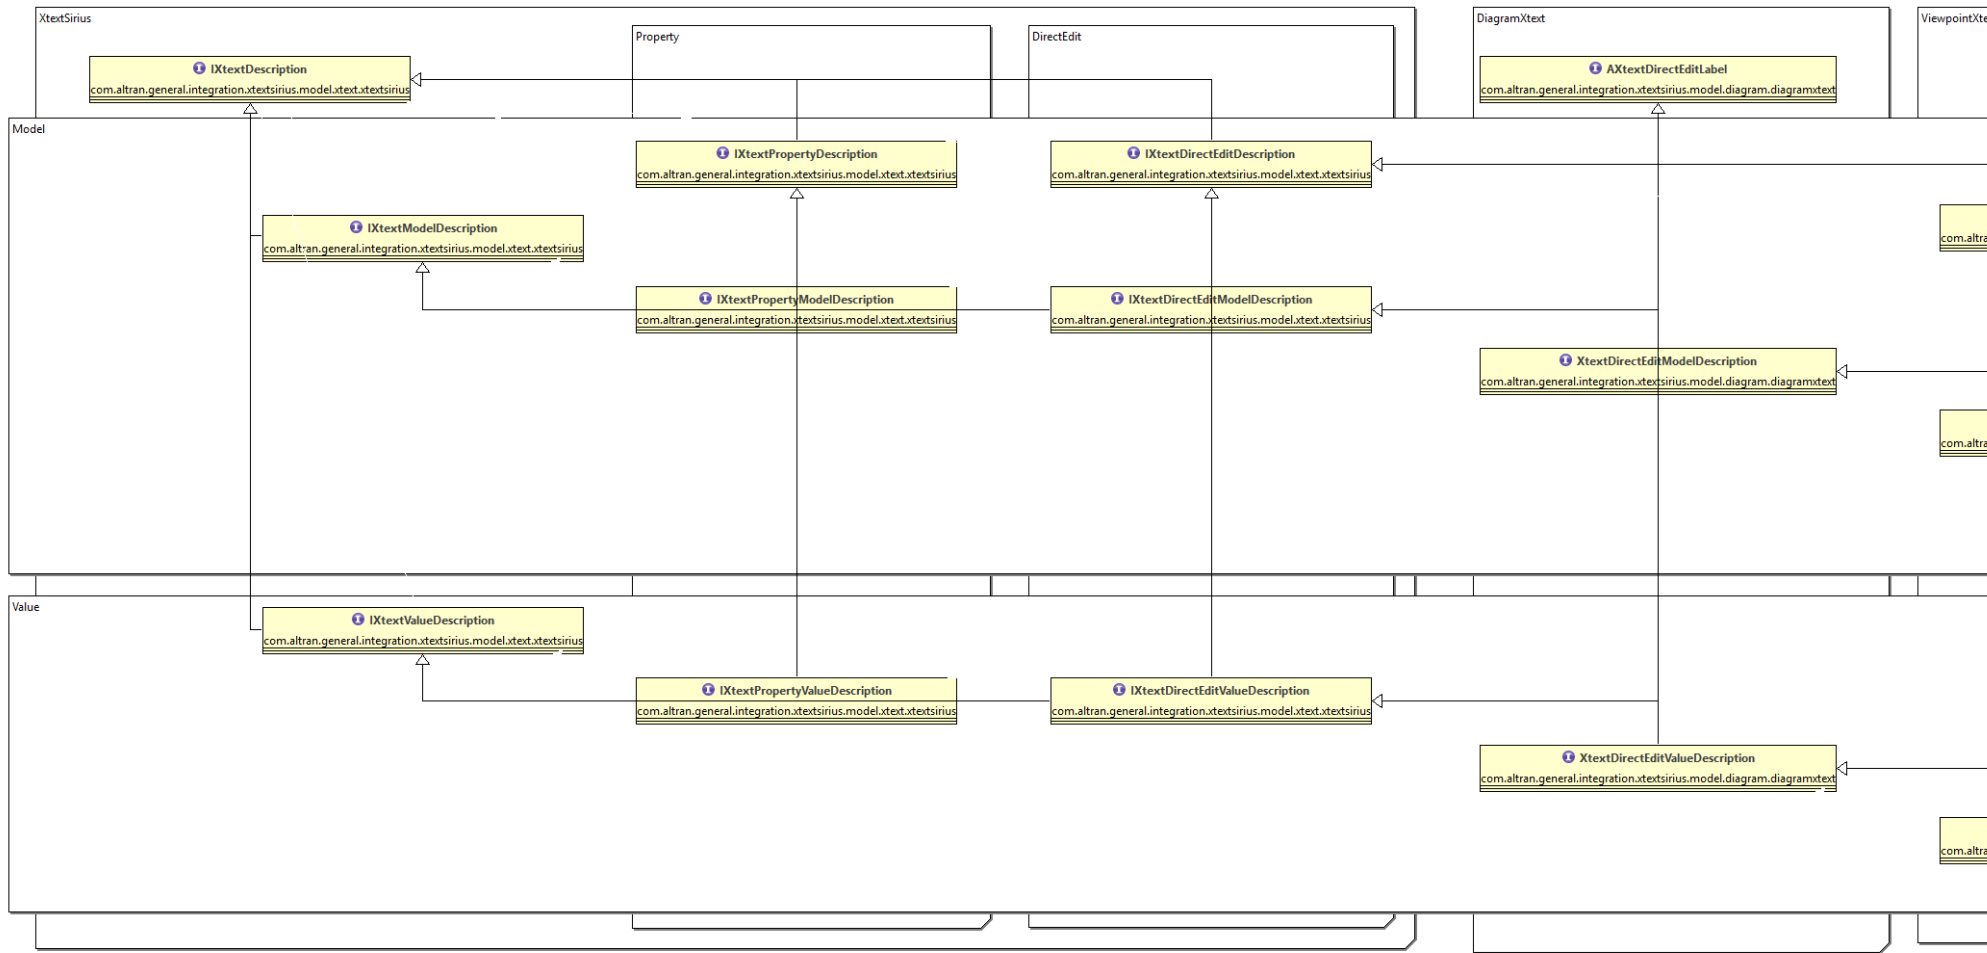 XtextSirius
Property
DirectEdit
DiagramXtext
ViewpointXte
IXtextDescription
com.altran.general.integration.xtextsirius.model.xtext.xtextsirius
AXtextDirectEditLabel
com.altran.general.integration.xtextsirius.model.diagram.diagramxtext
Model
IXtextPropertyDescription
com.altran.general.integration.xtextsirius.model.xtext.xtextsirius
IXtextDirectEditDescription
com.altran.general.integration.xtextsirius.model.xtext.xtextsirius
IXtextModelDescription
com.altran.general.integration.xtextsirius.model.xtext.xtextsirius
com.altra
IXtextPropertyModelDescription
com.altran.general.integration.xtextsirius.model.xtext.xtextsirius
IXtextDirectEditModelDescription
com.altran.general.integration.xtextsirius.model.xtext.xtextsirius
XtextDirectEditModelDescription
com.altran.general.integration.xtextsirius.model.diagram.diagramxtext
com.altra
Value
IXtextValueDescription
com.altran.general.integration.xtextsirius.model.xtext.xtextsirius
IXtextPropertyValueDescription
com.altran.general.integration.xtextsirius.model.xtext.xtextsirius
IXtextDirectEditValueDescription
com.altran.general.integration.xtextsirius.model.xtext.xtextsirius
XtextDirectEditValueDescription
com.altran.general.integration.xtextsirius.model.diagram.diagramxtext
com.altra